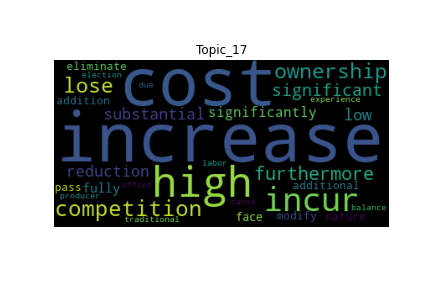 Topic_17
eliminate
election
due
cost
ownership
lose
significant
addition
experience
substantial
significantly
low
increase
labor
reduction
high
furthermore
pass
fully
offset
incur
additional
producer
cause
competition
face
modify
nature
balance
traditional